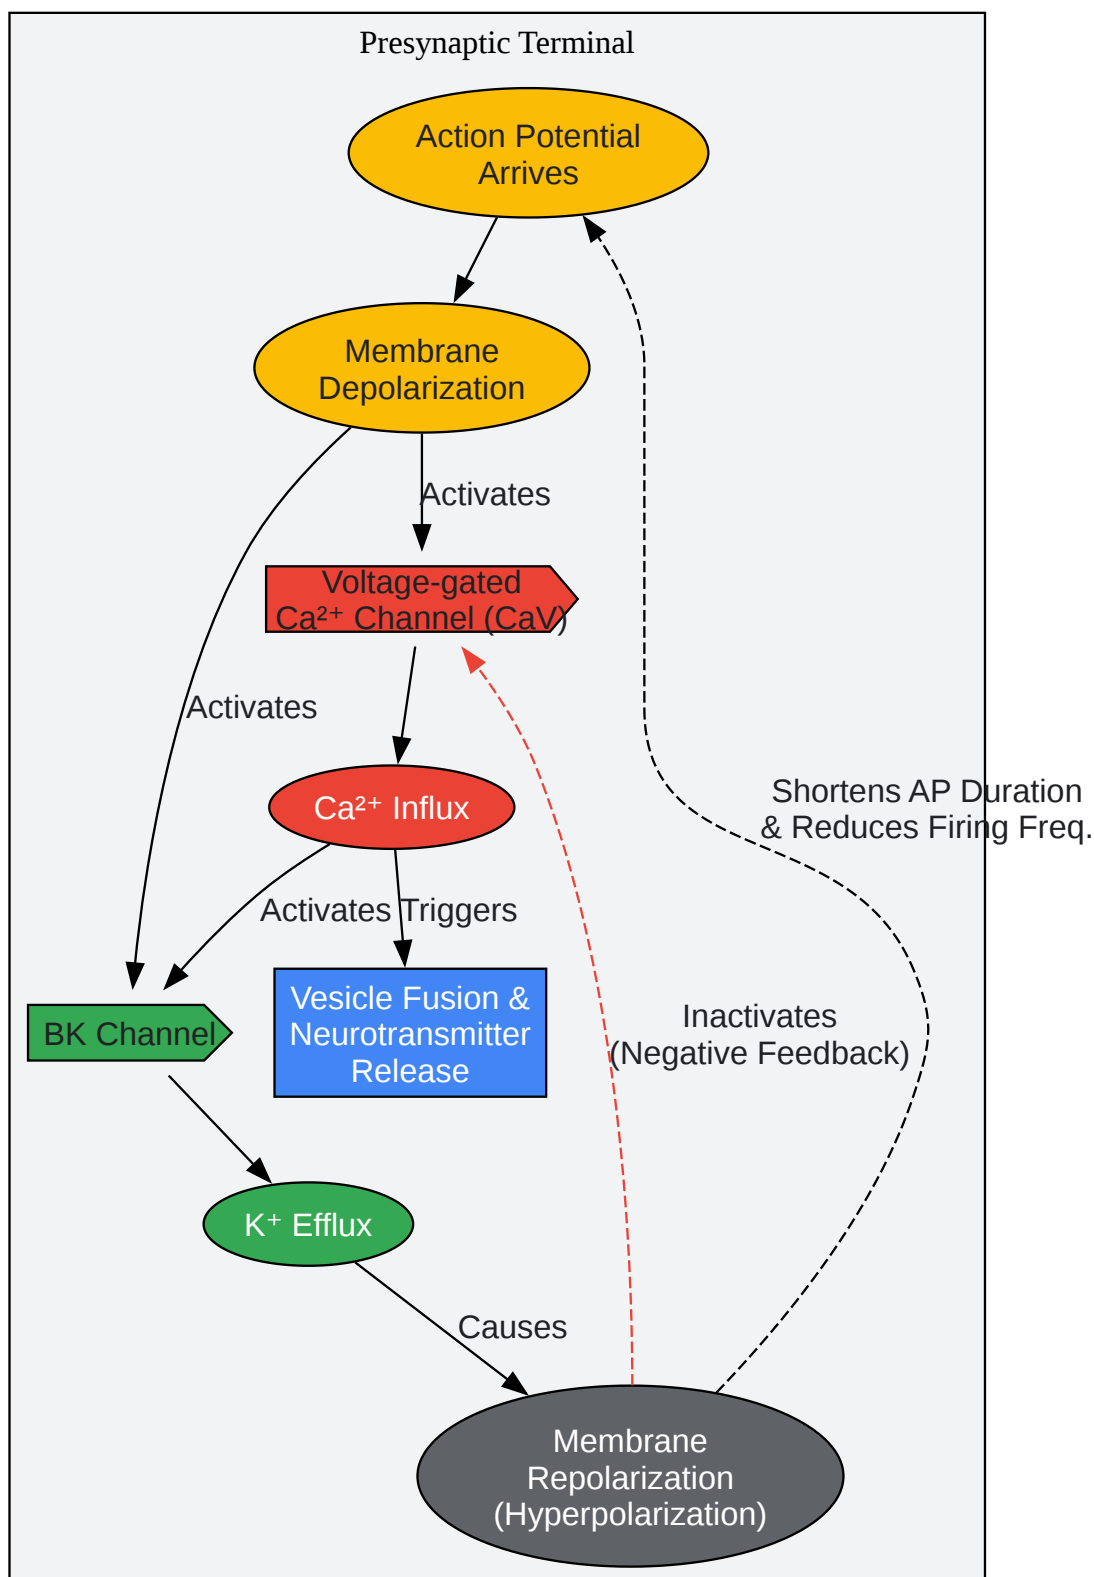 Presynaptic Terminal
Action Potential
Arrives
Membrane
Depolarization
Activates
Voltage-gated
Ca²⁺ Channel (CaV)
Activates
Shortens AP Duration
& Reduces Firing Freq.
Ca²⁺ Influx
Activates
Triggers
Vesicle Fusion &
Neurotransmitter
Release
BK Channel
Inactivates
(Negative Feedback)
K⁺ Efflux
Causes
Membrane
Repolarization
(Hyperpolarization)